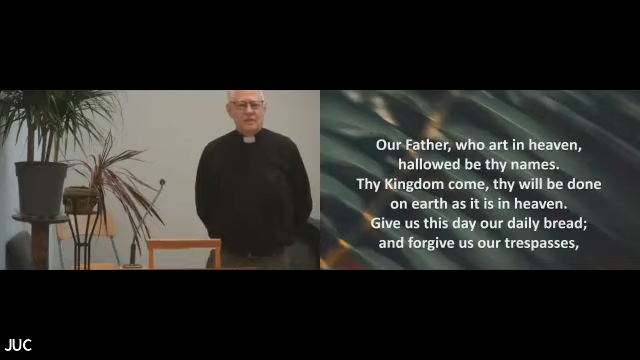 Our Father, who art in heaven,
hallowed be thy names.
Thy Kingdom come, thy will be done
on earth as it is in heaven.
Give us this day our daily bread;
and forgive us our trespasses,
JUC